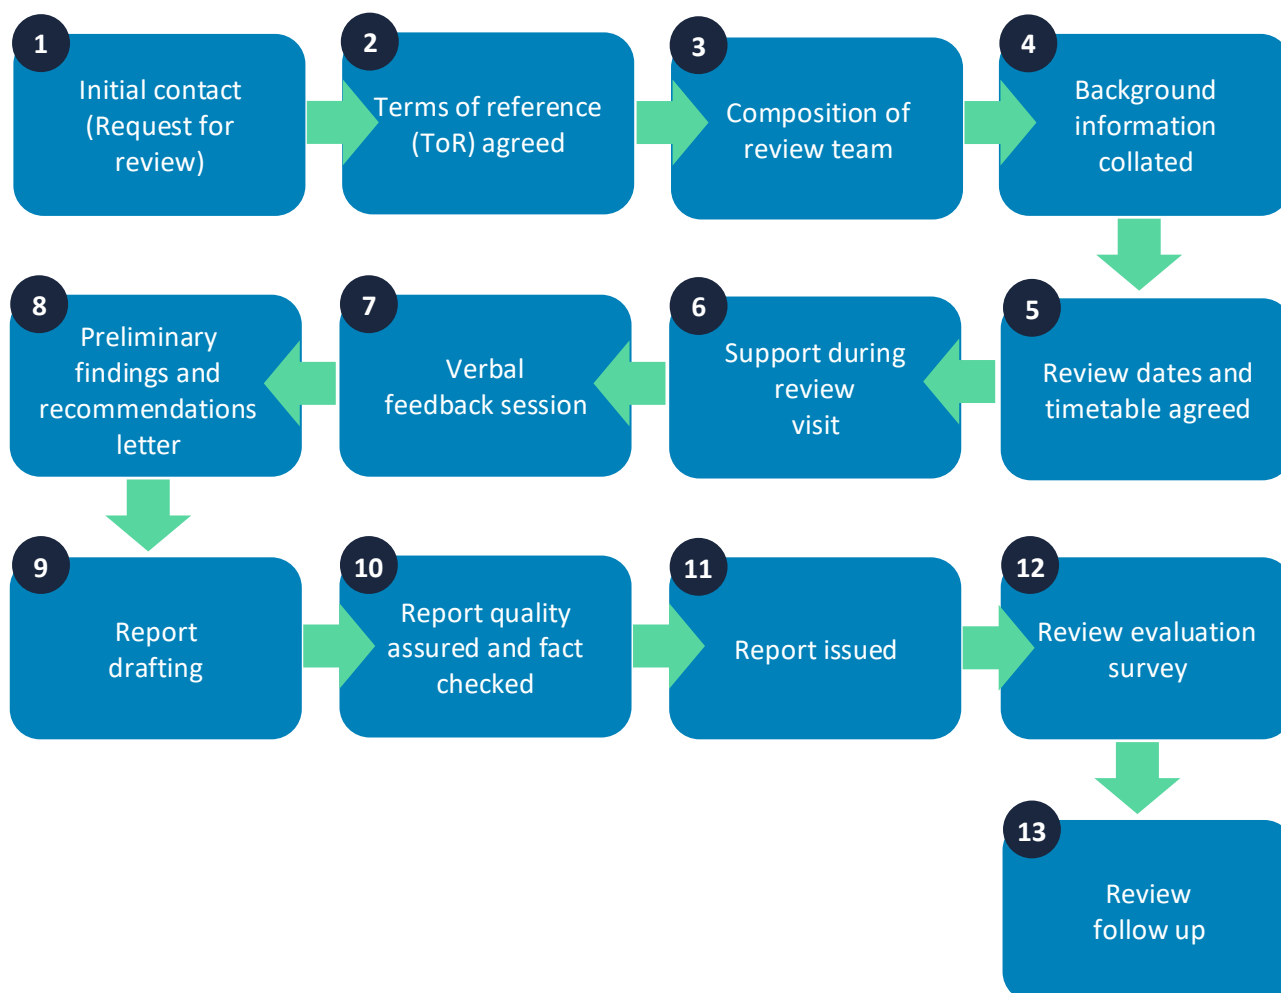 1
Initial contact
(Request for
review)
2
Terms of reference
(ToR) agreed
3
Composition of
review team
4
Background
information
collated
5
Review dates and
timetable agreed
6
Support during
review
visit
7
Verbal
feedback session
8
Preliminary
findings and
recommendations
letter
9
Report
drafting
10
Report quality
assured and fact
checked
11
Report issued
12
Review evaluation
survey
13
Review
follow up